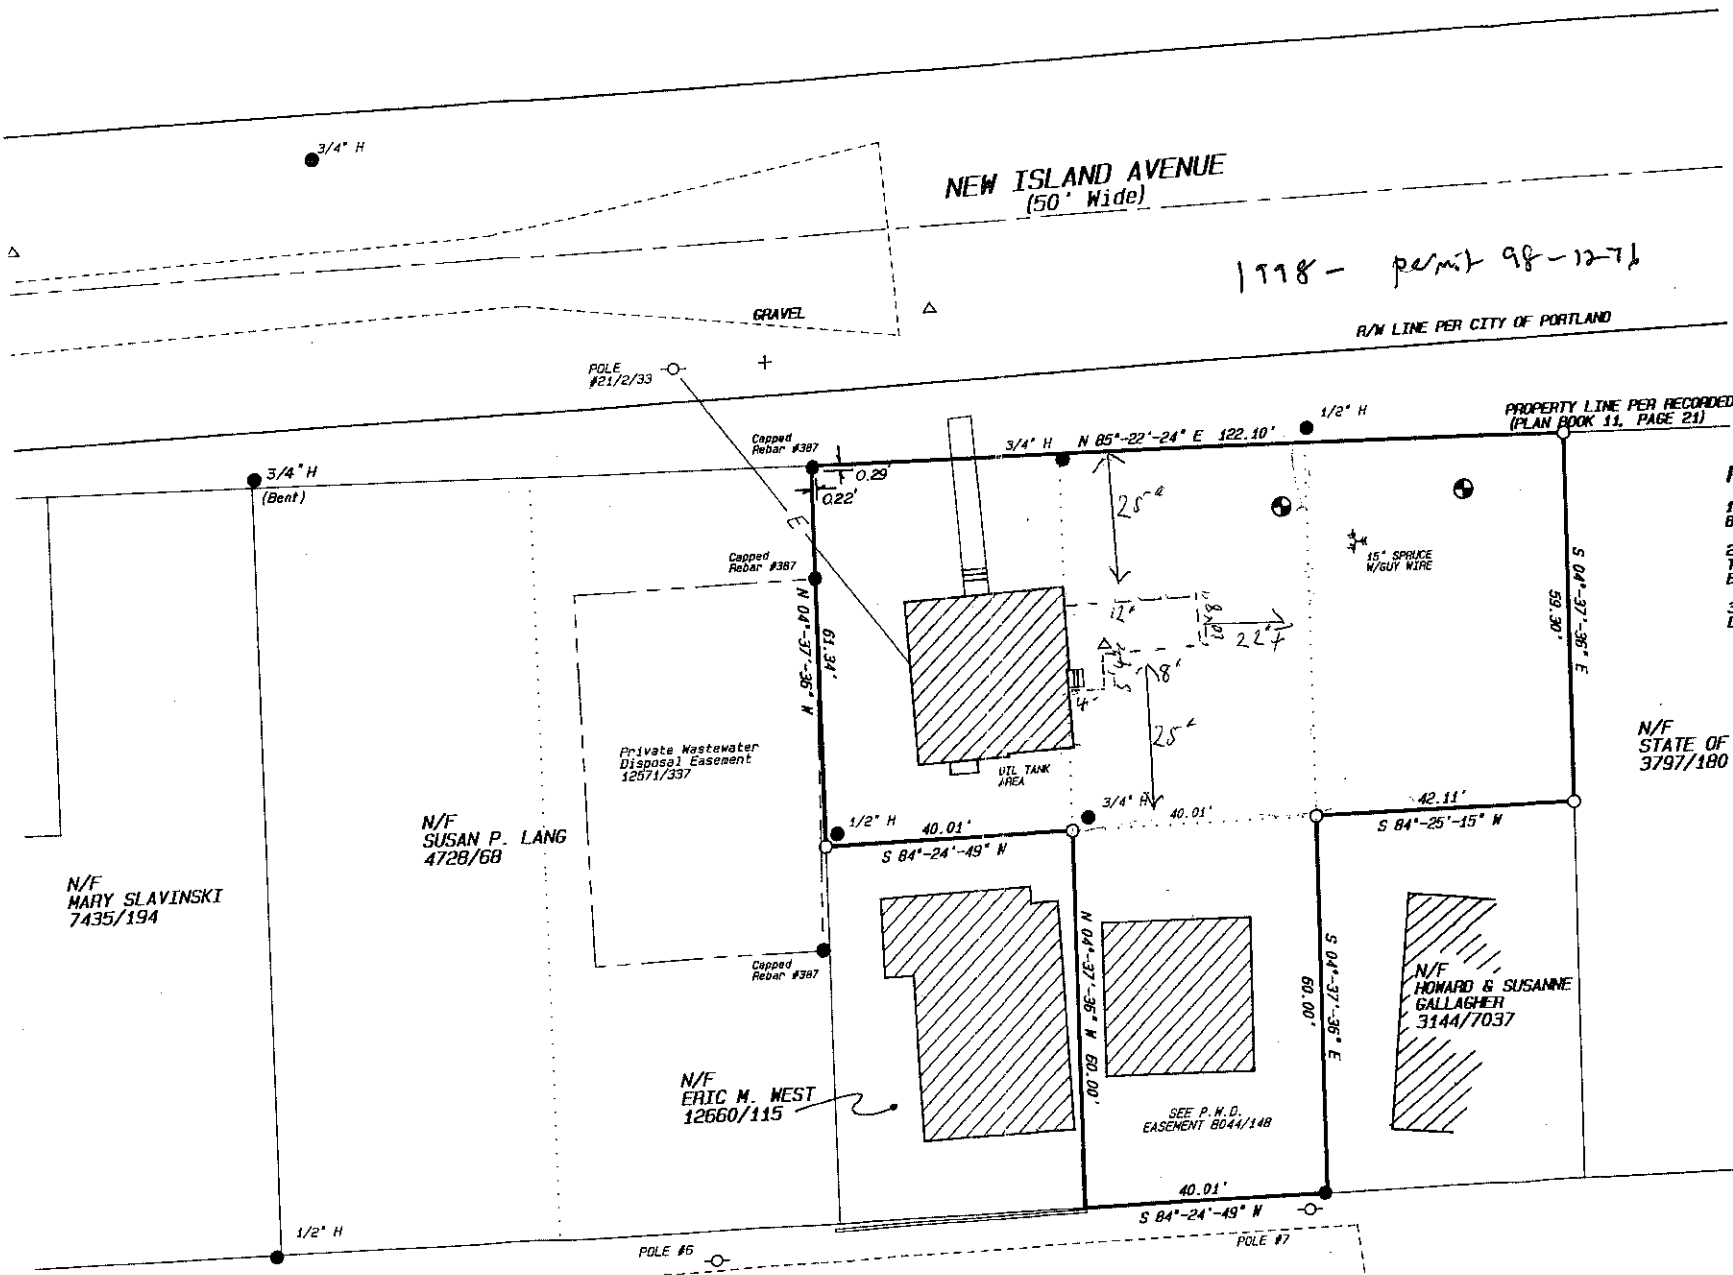 3/4" H
NEW ISLAND AVENUE
(50' Wide)
1998 - permit 98-12-76
GRAVEL
R/W LINE PER CITY OF PORTLAND
POLE
#21/2/33
PROPERTY LINE PER RECORDED
(PLAN BOOK 11, PAGE 21)
1/2" H
Capped
Rebar #387
3/4" H
N 85°-22'-24" E 122.10'
3/4" H
(Bent)
0.29'
0.22'
25'
E
15" SPRUCE
W/GUY WIRE
Capped
Rebar #387
N 04°-37'-36" W
61.34'
S 04°-37'-36" E
59.30'
12'
22'
8'
4'
25'
Private Wastewater
Disposal Easement
12571/337
OIL TANK
AREA
N/F
STATE OF
3797/180
3/4" H
40.01'
42.11'
S 84°-25'-15" W
1/2" H
40.01'
S 84°-24'-49" W
N/F
SUSAN P. LANG
4728/68
N/F
MARY SLAVINSKI
7435/194
Capped
Rebar #387
N 04°-37'-36" W 60.00'
S 04°-37'-36" E
60.00'
N/F
HOWARD & SUSANNE
GALLAGHER
3144/7037
N/F
ERIC M. WEST
12660/115
SEE P.W.D.
EASEMENT 8044/148
40.01'
S 84°-24'-49" W
1/2" H
POLE #6
POLE #7